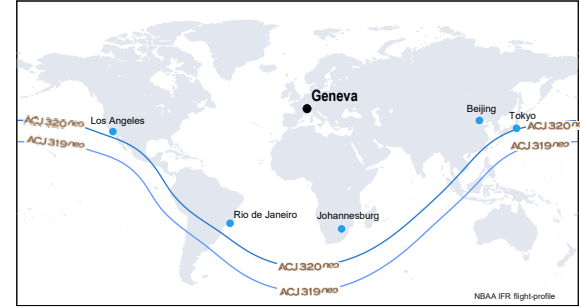 Geneva
Beijing
Tokyo
ACJ320neo
Los Angeles
ACJ320neo
ACJ319neo
ACJ319neo
Rio de Janeiro
Johannesburg
ACJ320neo
ACJ319neo
NBAA IFR flight-profile